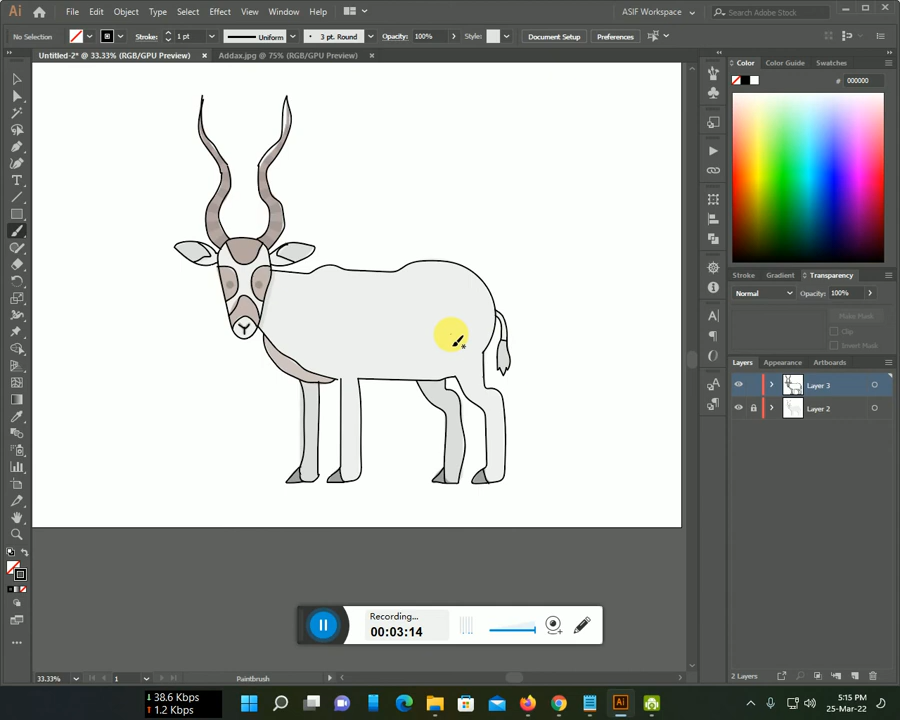 Ai File Edit Object Type Select Effect View Window Help ASIF Workspace Search Adobe Stock
No Selection Stroke: 1 pt Uniform 3 pt. Round Opacity: 100% Style: Document Setup Preferences
Untitled-2* @ 33.33% (RGB/GPU Preview) Addax.jpg @ 75% (RGB/GPU Preview)
Color Color Guide Swatches
# 000000
Stroke Gradient Transparency
Normal Opacity: 100%
Make Mask
Clip
Invert Mask
Layers Appearance Artboards
Layer 3
Layer 2
Recording...
00:03:14
2 Layers
33.33% 1 Paintbrush
38.6 Kbps
1.2 Kbps
5:15 PM
25-Mar-22